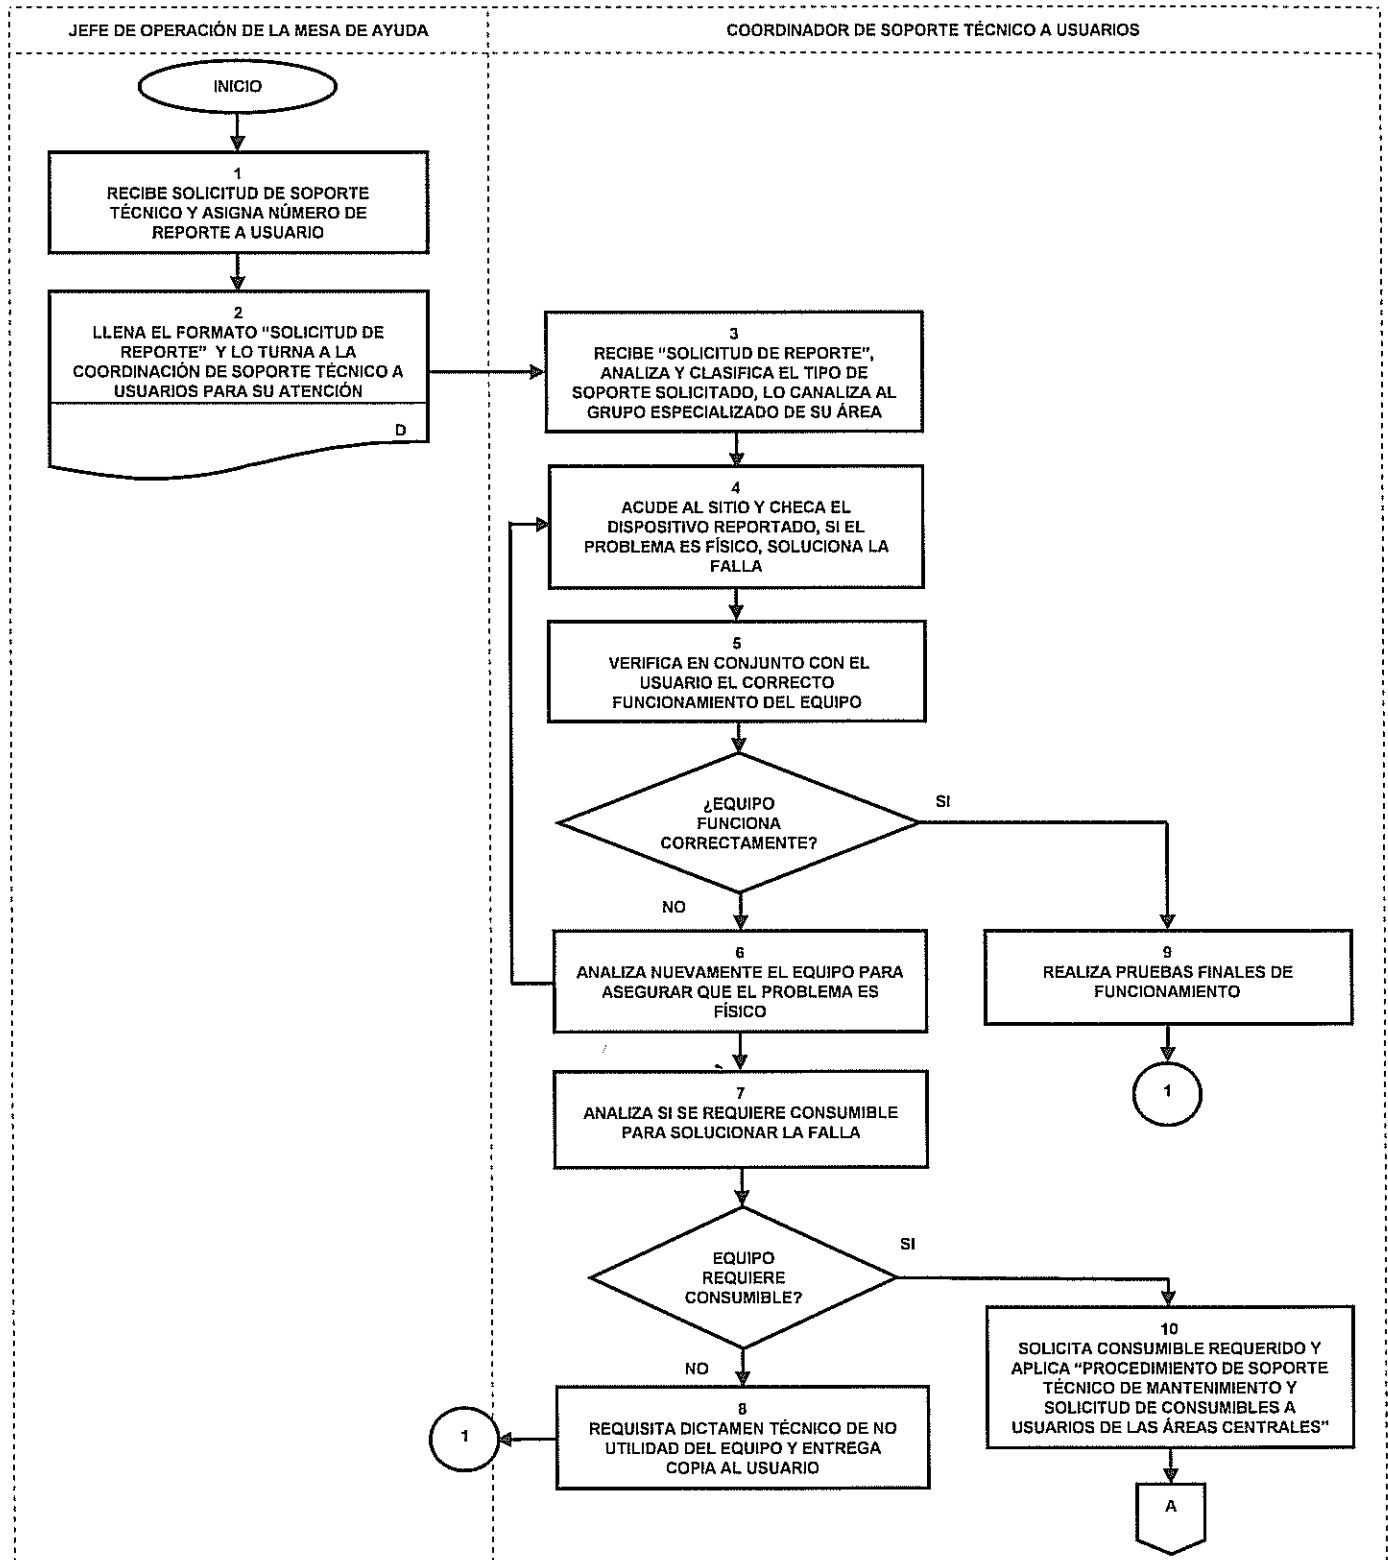 JEFE DE OPERACIÓN DE LA MESA DE AYUDA
COORDINADOR DE SOPORTE TÉCNICO A USUARIOS
INICIO
1
RECIBE SOLICITUD DE SOPORTE
TÉCNICO Y ASIGNA NÚMERO DE
REPORTE A USUARIO
2
LLENA EL FORMATO "SOLICITUD DE
REPORTE" Y LO TURNA A LA
COORDINACIÓN DE SOPORTE TÉCNICO A
USUARIOS PARA SU ATENCIÓN
D
3
RECIBE "SOLICITUD DE REPORTE",
ANALIZA Y CLASIFICA EL TIPO DE
SOPORTE SOLICITADO, LO CANALIZA AL
GRUPO ESPECIALIZADO DE SU ÁREA
4
ACUDE AL SITIO Y CHECA EL
DISPOSITIVO REPORTADO, SI EL
PROBLEMA ES FÍSICO, SOLUCIONA LA
FALLA
5
VERIFICA EN CONJUNTO CON EL
USUARIO EL CORRECTO
FUNCIONAMIENTO DEL EQUIPO
¿EQUIPO
FUNCIONA
CORRECTAMENTE?
SI
NO
6
ANALIZA NUEVAMENTE EL EQUIPO PARA
ASEGURAR QUE EL PROBLEMA ES
FÍSICO
9
REALIZA PRUEBAS FINALES DE
FUNCIONAMIENTO
1
7
ANALIZA SI SE REQUIERE CONSUMIBLE
PARA SOLUCIONAR LA FALLA
EQUIPO
REQUIERE
CONSUMIBLE?
SI
NO
10
SOLICITA CONSUMIBLE REQUERIDO Y
APLICA "PROCEDIMIENTO DE SOPORTE
TÉCNICO DE MANTENIMIENTO Y
SOLICITUD DE CONSUMIBLES A
USUARIOS DE LAS ÁREAS CENTRALES"
8
REQUISITA DICTAMEN TÉCNICO DE NO
UTILIDAD DEL EQUIPO Y ENTREGA
COPIA AL USUARIO
1
A